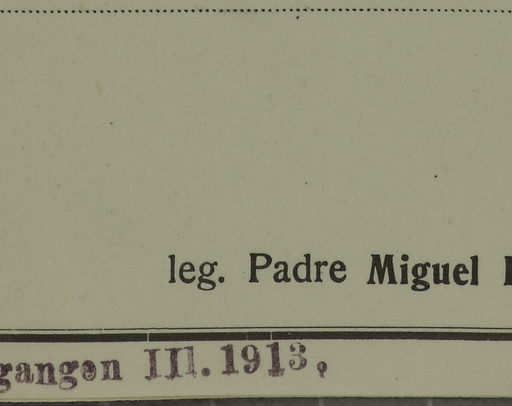 leg. Padre Miguel
gangen III. 1913.